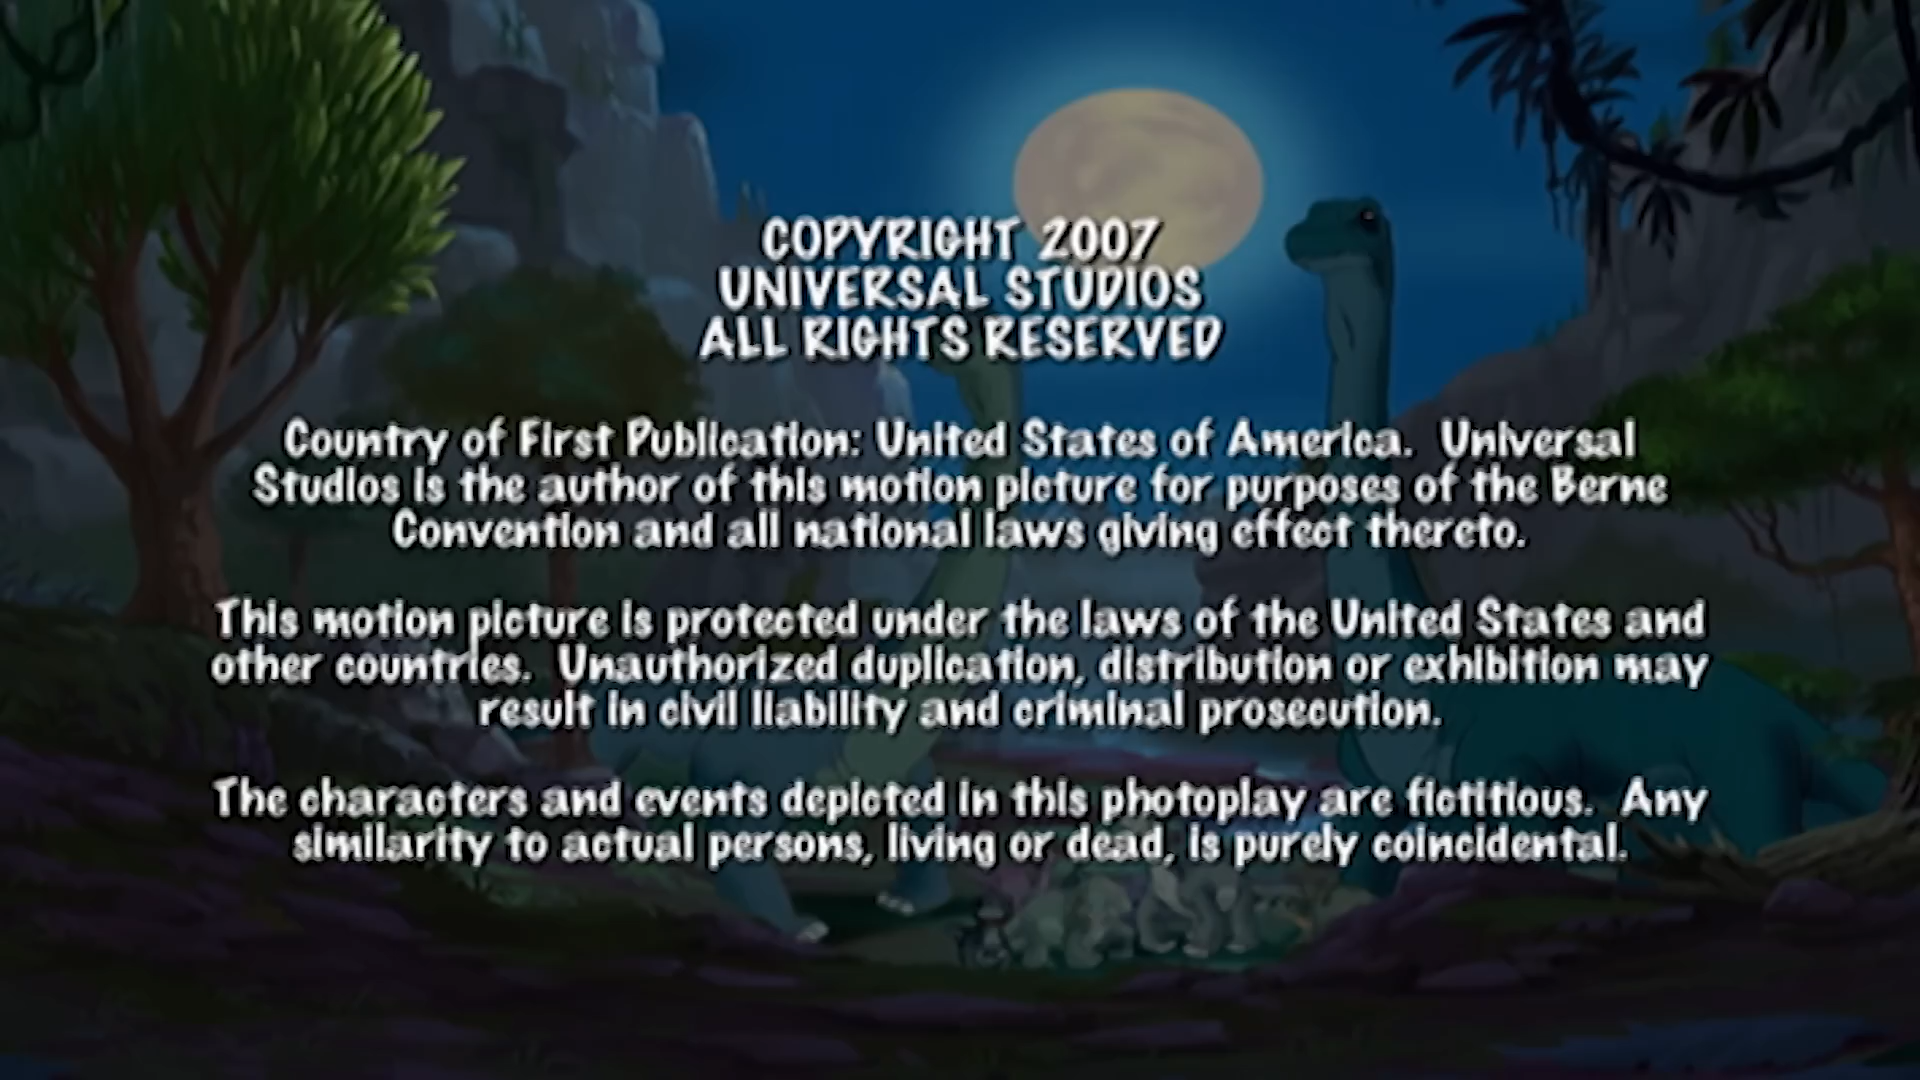 COPYRIGHT 2007
UNIVERSAL STUDIOS
ALL RIGHTS RESERVED
Country of First Publication: United States of America. Universal
Studios is the author of this motion picture for purposes of the Berne
Convention and all national laws giving effect thereto.
This motion picture is protected under the laws of the United States and
other countries. Unauthorized duplication, distribution or exhibition may
result in civil liability and criminal prosecution.
The characters and events depicted in this photoplay are fictitious. Any
similarity to actual persons, living or dead, is purely coincidental.